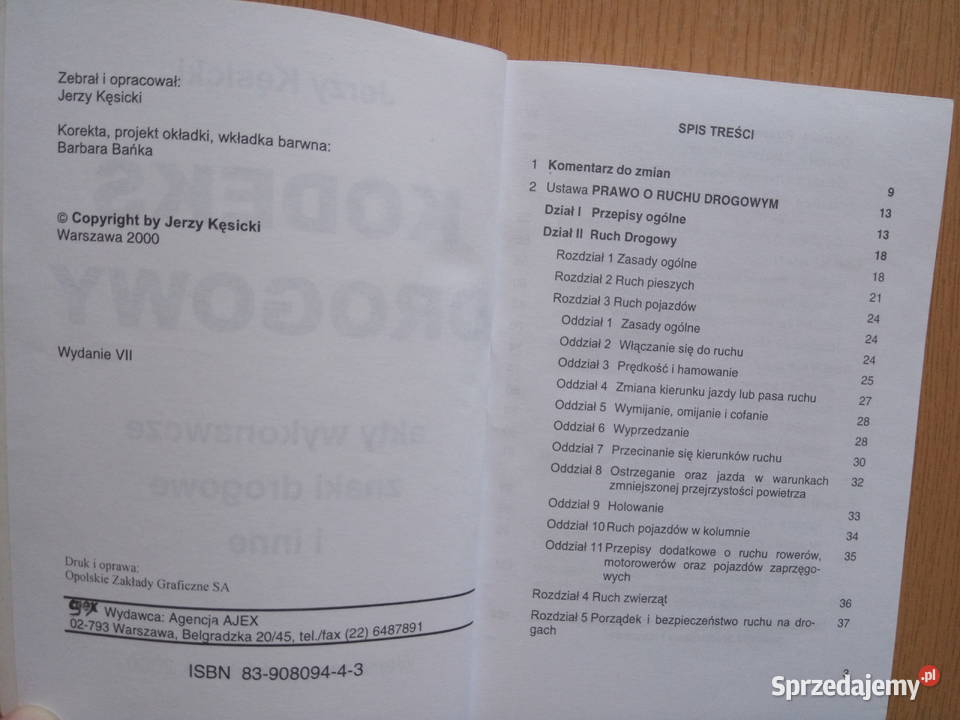 Zebrał i opracował:
Jerzy Kęsicki
Korekta, projekt okładki, wkładka barwna:
Barbara Bańka
© Copyright by Jerzy Kęsicki
Warszawa 2000
Wydanie VII
Druk i oprawa:
Opolskie Zakłady Graficzne SA
ajex Wydawca: Agencja AJEX
02-793 Warszawa, Belgradzka 20/45, tel./fax (22) 6487891
ISBN 83-908094-4-3
SPIS TREŚCI
1 Komentarz do zmian 9
2 Ustawa PRAWO O RUCHU DROGOWYM 13
Dział I Przepisy ogólne 13
Dział II Ruch Drogowy 18
Rozdział 1 Zasady ogólne 18
Rozdział 2 Ruch pieszych 21
Rozdział 3 Ruch pojazdów 24
Oddział 1 Zasady ogólne 24
Oddział 2 Włączanie się do ruchu 24
Oddział 3 Prędkość i hamowanie 25
Oddział 4 Zmiana kierunku jazdy lub pasa ruchu 27
Oddział 5 Wymijanie, omijanie i cofanie 28
Oddział 6 Wyprzedzanie 28
Oddział 7 Przecinanie się kierunków ruchu 30
Oddział 8 Ostrzeganie oraz jazda w warunkach 32
zmniejszonej przejrzystości powietrza
Oddział 9 Holowanie 33
Oddział 10 Ruch pojazdów w kolumnie 34
Oddział 11 Przepisy dodatkowe o ruchu rowerów, 35
motorowerów oraz pojazdów zaprzęgo-
wych
Rozdział 4 Ruch zwierząt 36
Rozdział 5 Porządek i bezpieczeństwo ruchu na dro- 37
gach
3
Sprzedajemy.pl